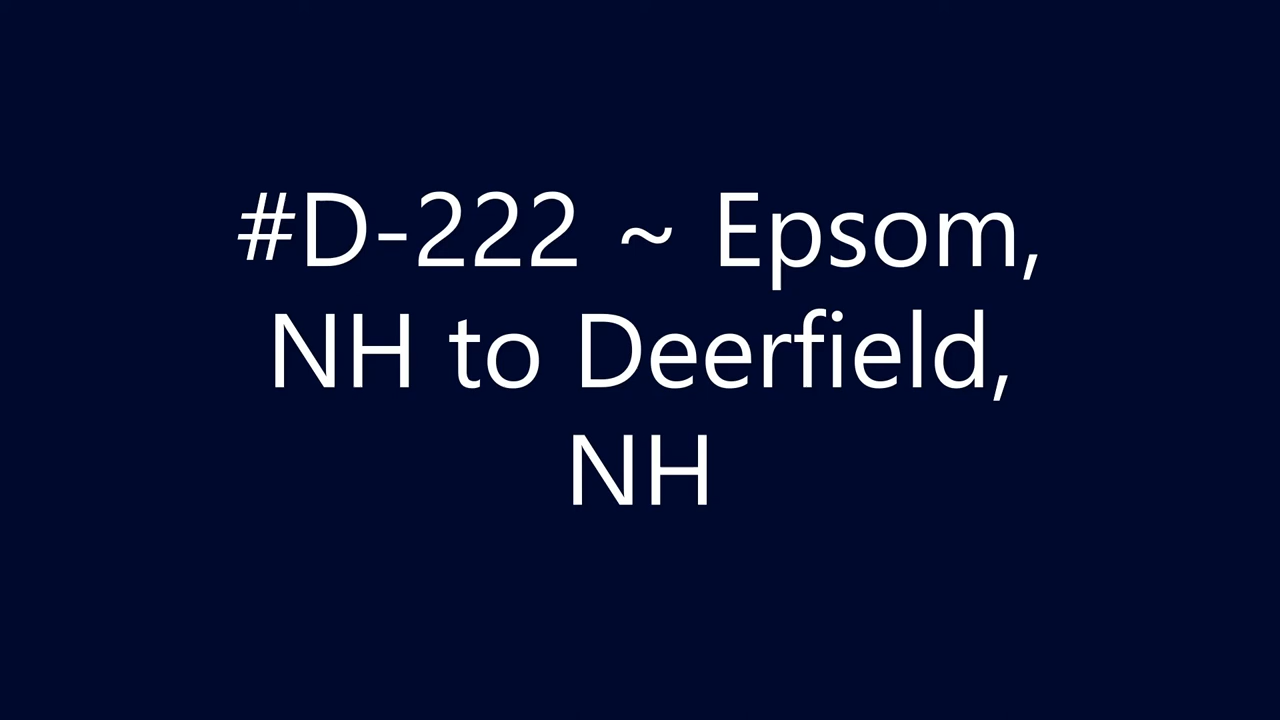 #D-222 ~ Epsom,
NH to Deerfield,
NH